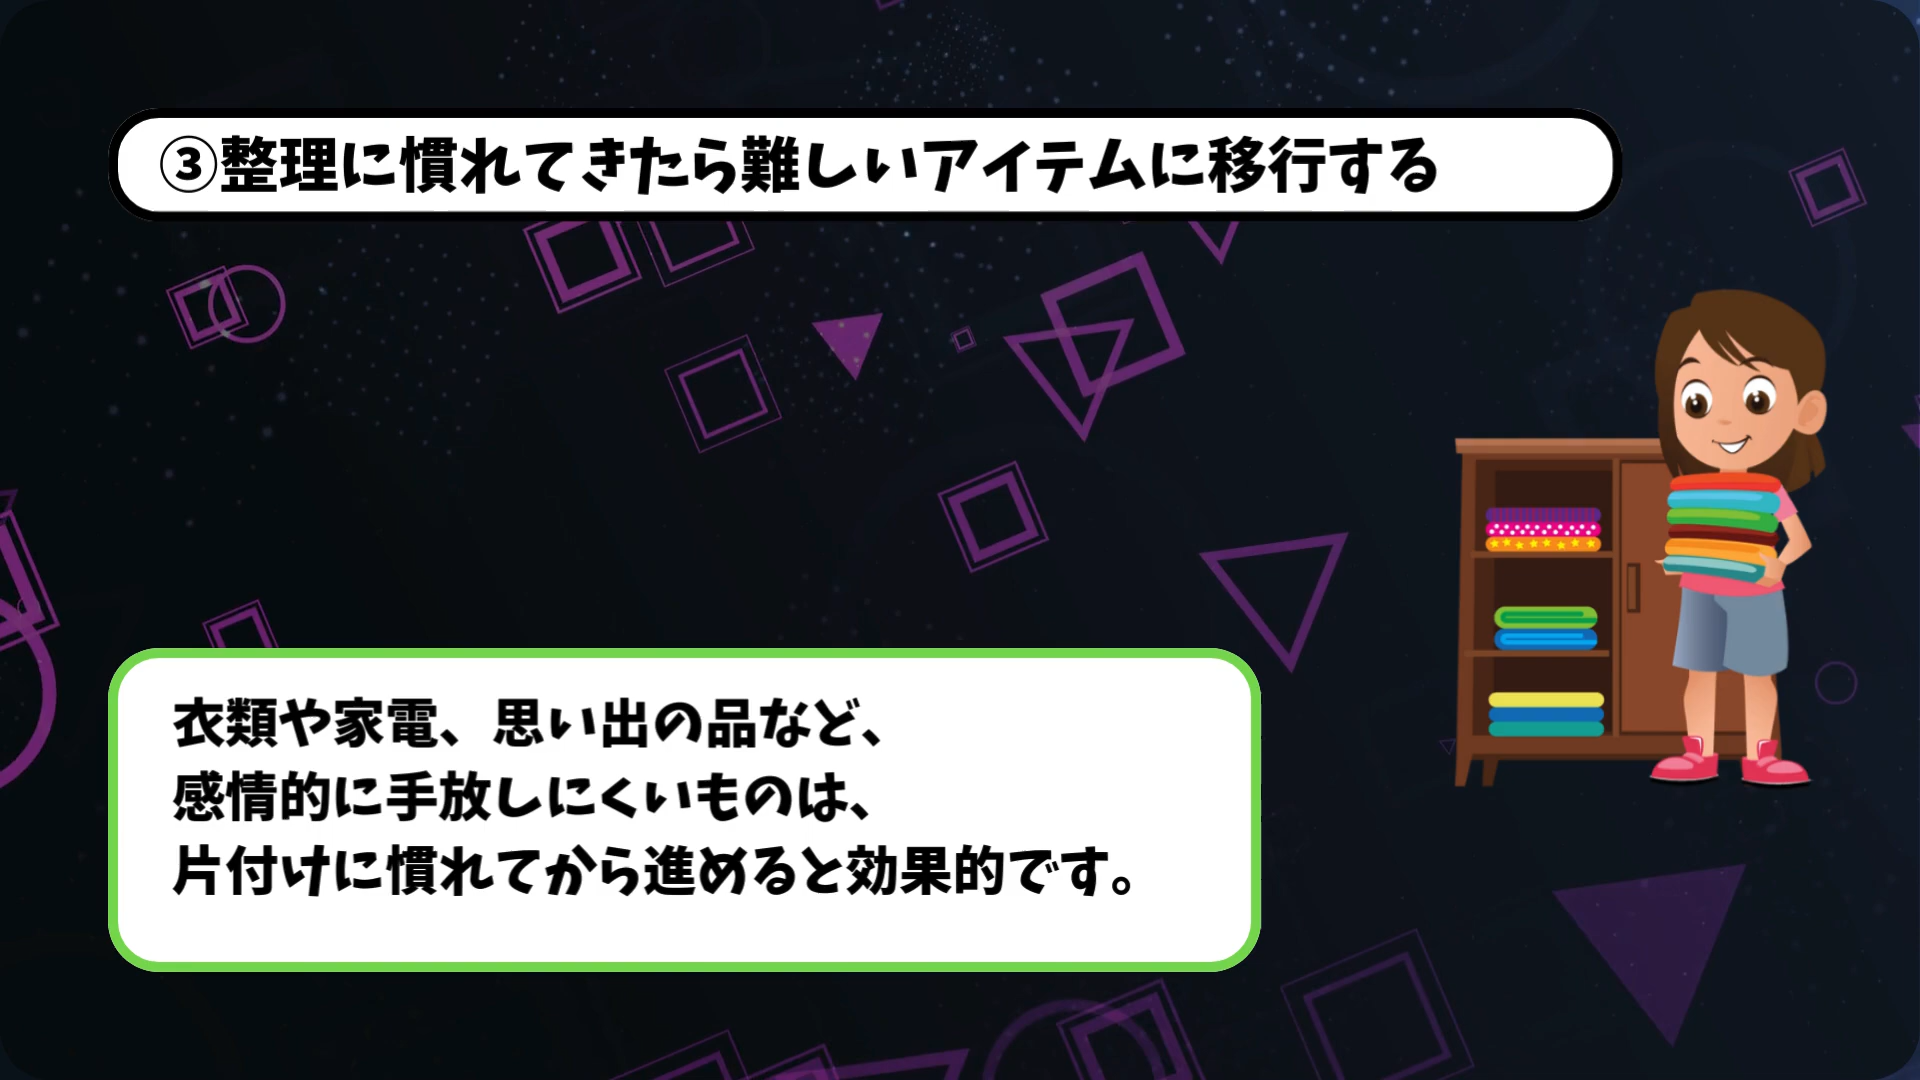 ③整理に慣れてきたら難しいアイテムに移行する
衣類や家電、思い出の品など、
感情的に手放しにくいものは、
片付けに慣れてから進めると効果的です。